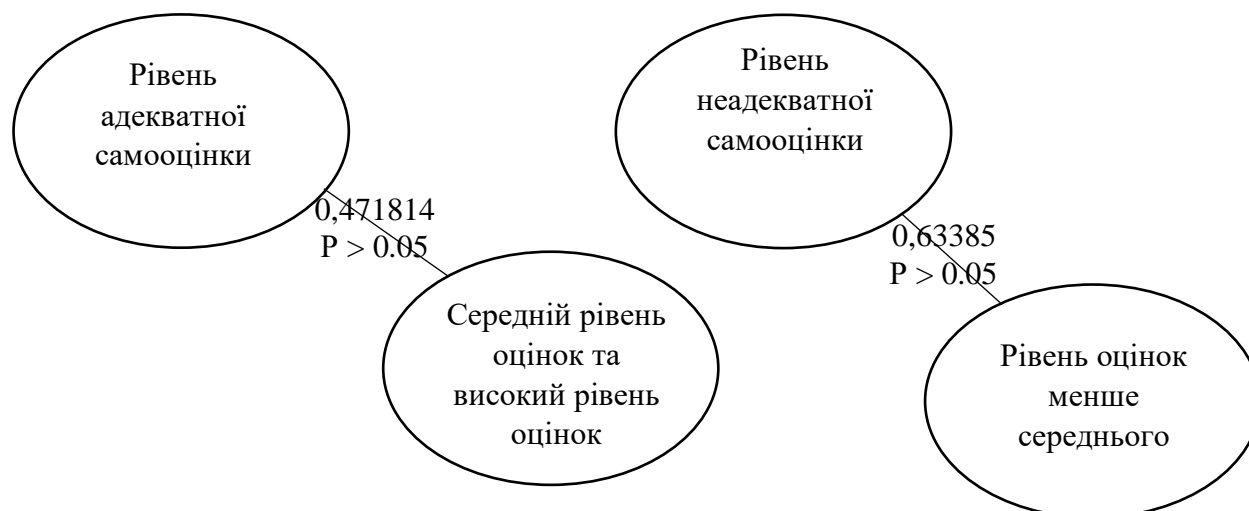 Рівень
адекватної
самооцінки
0,471814
P > 0.05
Середній рівень
оцінок та
високий рівень
оцінок
Рівень
неадекватної
самооцінки
0,63385
P > 0.05
Рівень оцінок
менше
середнього